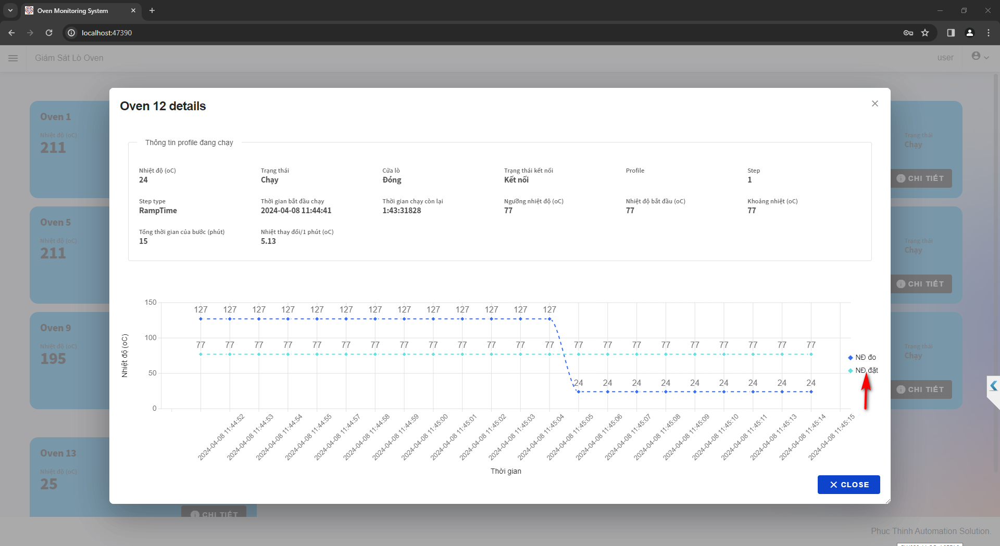 Oven Monitoring System
localhost:47390
Giám Sát Lò Oven
user
Oven 1
Nhiệt độ (oC)
211
Trạng thái
Chạy
CHI TIẾT
Oven 5
Nhiệt độ (oC)
211
Trạng thái
Chạy
CHI TIẾT
Oven 9
Nhiệt độ (oC)
195
Trạng thái
Chạy
CHI TIẾT
Oven 13
Nhiệt độ (oC)
25
CHI TIẾT
Oven 12 details
Thông tin profile đang chạy
Nhiệt độ (oC) Trạng thái Cửa lò Trạng thái kết nối Profile Step
24 Chạy Đóng Kết nối 1
Step type Thời gian bắt đầu chạy Thời gian chạy còn lại Ngưỡng nhiệt độ (oC) Nhiệt độ bắt đầu (oC) Khoảng nhiệt (oC)
RampTime 2024-04-08 11:44:41 1:43:31828 77 77 77
Tổng thời gian của bước (phút) Nhiệt thay đổi/1 phút (oC)
15 5.13
Nhiệt độ (oC)
150
127 127 127 127 127 127 127 127 127 127 127 127 127
100
77 77 77 77 77 77 77 77 77 77 77 77 77 77 77 77 77 77 77 77 77 77
NĐ đo
NĐ đặt
50
24 24 24 24 24 24 24 24 24
0
2024-04-08 11:44:52
2024-04-08 11:44:53
2024-04-08 11:44:54
2024-04-08 11:44:55
2024-04-08 11:44:57
2024-04-08 11:44:58
2024-04-08 11:44:59
2024-04-08 11:45:00
2024-04-08 11:45:01
2024-04-08 11:45:02
2024-04-08 11:45:03
2024-04-08 11:45:04
2024-04-08 11:45:05
2024-04-08 11:45:06
2024-04-08 11:45:07
2024-04-08 11:45:08
2024-04-08 11:45:09
2024-04-08 11:45:10
2024-04-08 11:45:11
2024-04-08 11:45:13
2024-04-08 11:45:14
2024-04-08 11:45:15
Thời gian
CLOSE
Phuc Thinh Automation Solution.